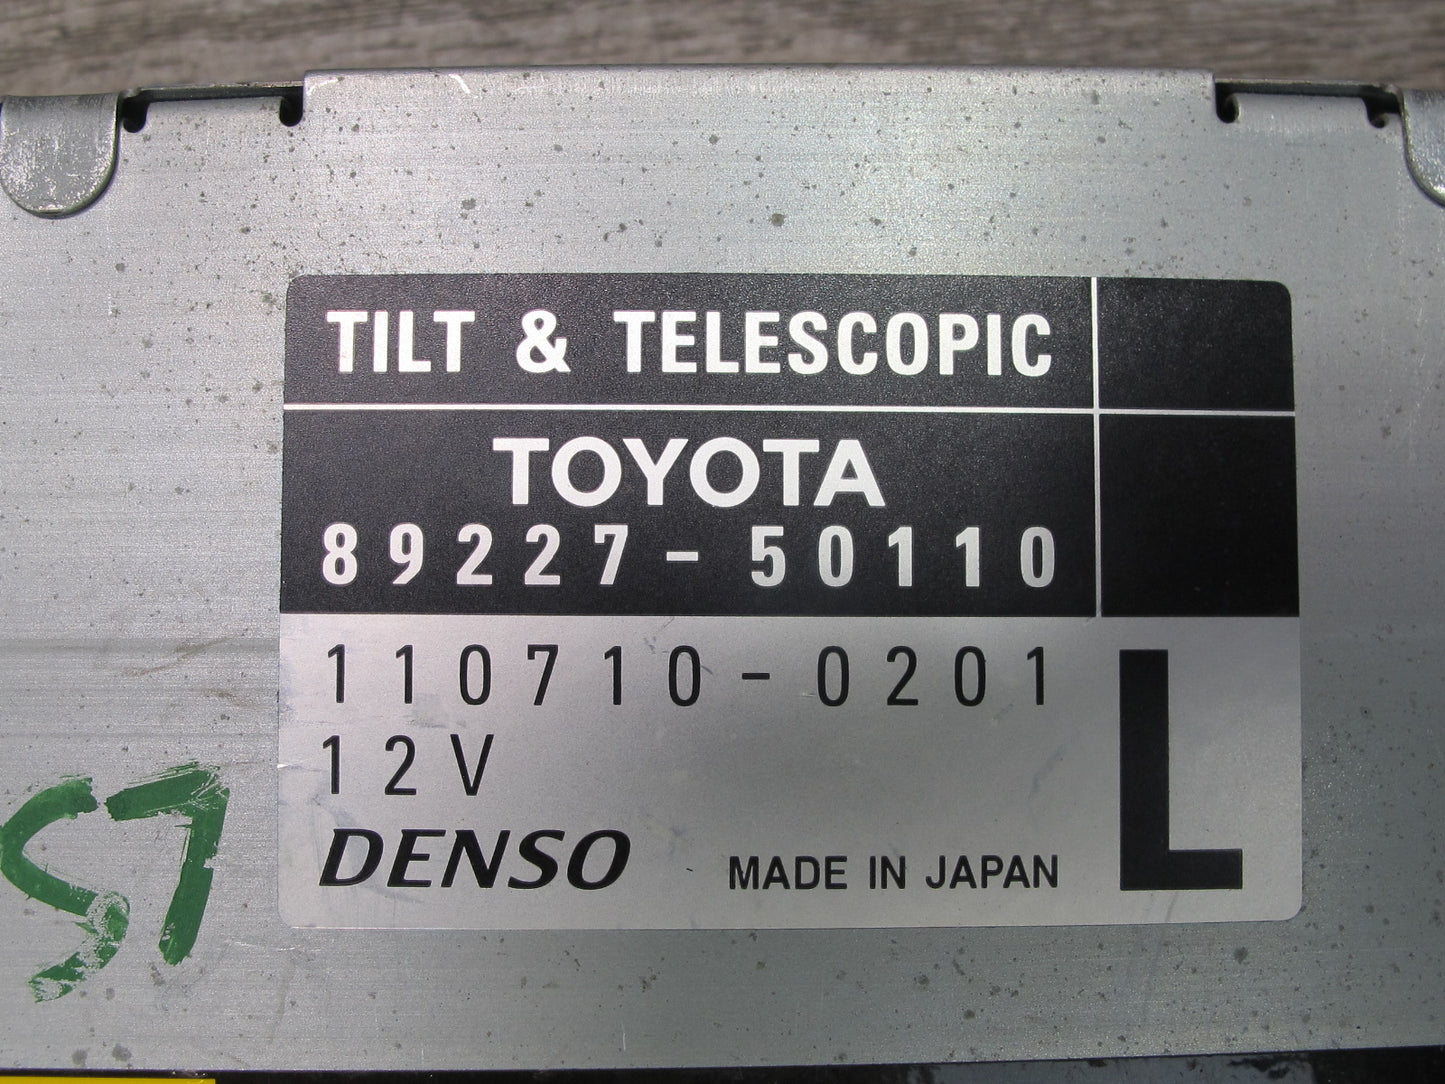 TILT & TELESCOPIC
TOYOTA
89227-50110
110710-0201
12V
L
DENSO MADE IN JAPAN